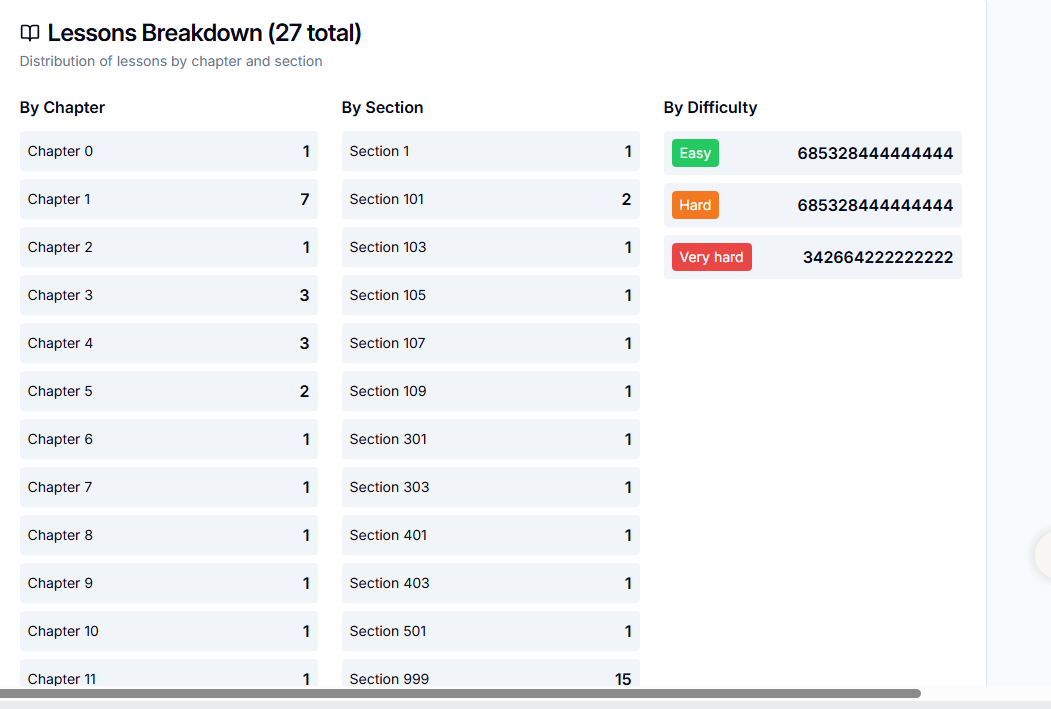 Lessons Breakdown (27 total)
Distribution of lessons by chapter and section
By Chapter
Chapter 0 1
Chapter 1 7
Chapter 2 1
Chapter 3 3
Chapter 4 3
Chapter 5 2
Chapter 6 1
Chapter 7 1
Chapter 8 1
Chapter 9 1
Chapter 10 1
Chapter 11 1
By Section
Section 1 1
Section 101 2
Section 103 1
Section 105 1
Section 107 1
Section 109 1
Section 301 1
Section 303 1
Section 401 1
Section 403 1
Section 501 1
Section 999 15
By Difficulty
Easy 685328444444444
Hard 685328444444444
Very hard 342664222222222